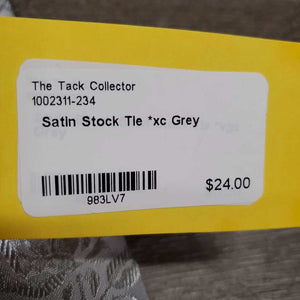 The Tack Collector
1002311-234
Satin Stock Tie *xc Grey
$24.00
983LV7